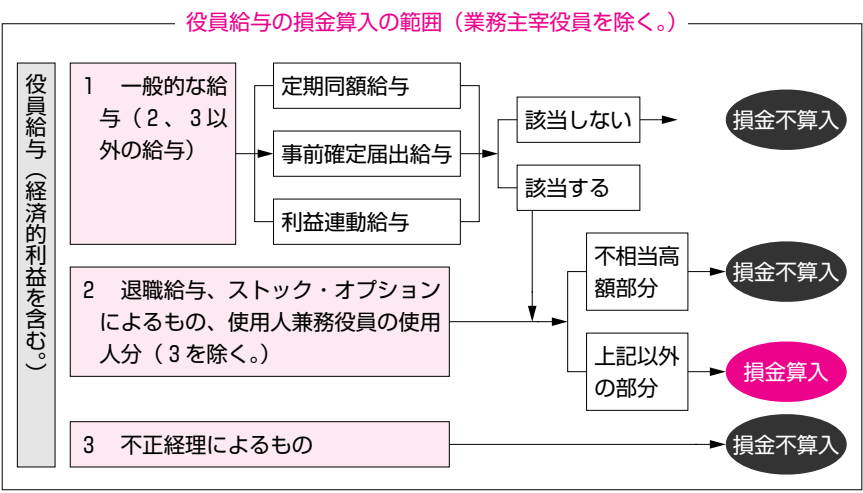 役員給与の損金算入の範囲（業務主宰役員を除く。）
役員給与（経済的利益を含む。）
1　一般的な給
与（2、3以
外の給与）
定期同額給与
事前確定届出給与
利益連動給与
該当しない
該当する
損金不算入
2　退職給与、ストック・オプション
によるもの、使用人兼務役員の使用
人分（3を除く。）
不相当高
額部分
損金不算入
上記以外
の部分
損金算入
3　不正経理によるもの
損金不算入